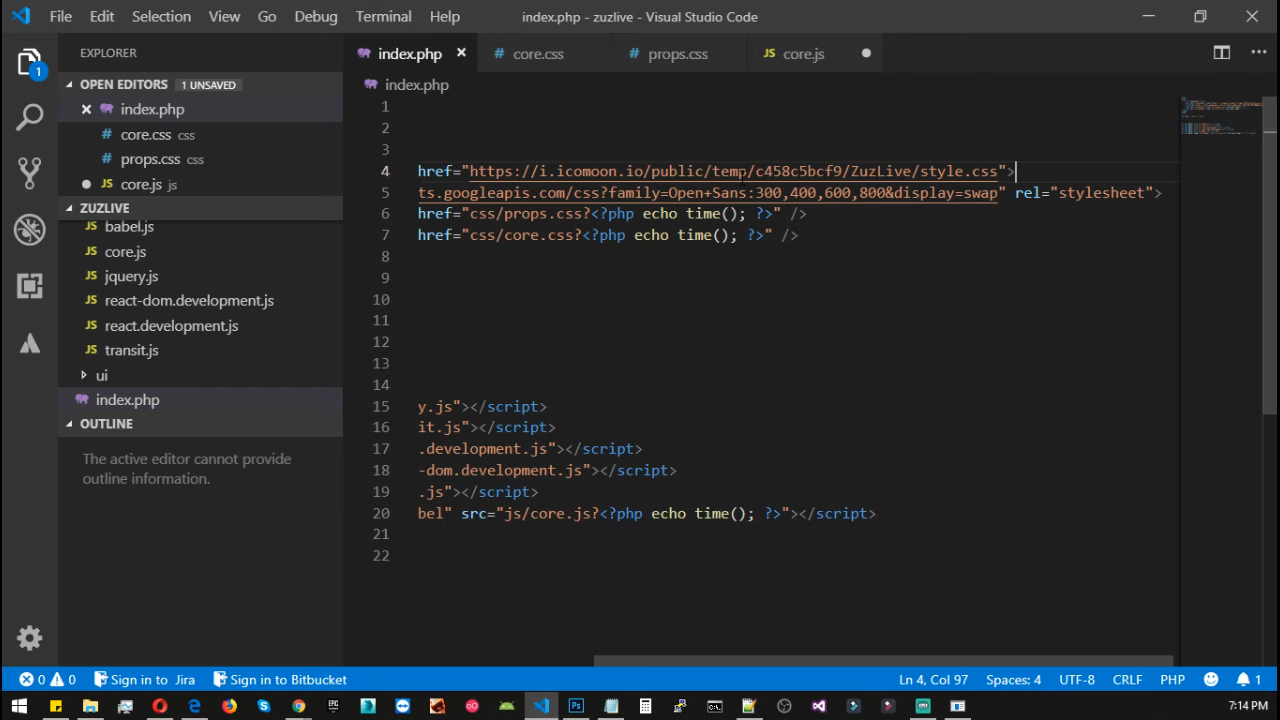 File Edit Selection View Go Debug Terminal Help index.php - zuzlive - Visual Studio Code
EXPLORER
OPEN EDITORS 1 UNSAVED
index.php
core.css css
props.css css
core.js js
ZUZLIVE
babel.js
core.js
jquery.js
react-dom.development.js
react.development.js
transit.js
ui
index.php
OUTLINE
The active editor cannot provide
outline information.
index.php core.css props.css JS core.js
index.php
1
2
3
4 href="https://i.icomoon.io/public/temp/c458c5bcf9/ZuzLive/style.css">
5 ts.googleapis.com/css?family=Open+Sans:300,400,600,800&display=swap" rel="stylesheet">
6 href="css/props.css?<?php echo time(); ?>" />
7 href="css/core.css?<?php echo time(); ?>" />
8
9
10
11
12
13
14
15 y.js"></script>
16 it.js"></script>
17 .development.js"></script>
18 -dom.development.js"></script>
19 .js"></script>
20 bel" src="js/core.js?<?php echo time(); ?>"></script>
21
22
0 0 Sign in to Jira Sign in to Bitbucket Ln 4, Col 97 Spaces: 4 UTF-8 CRLF PHP 1
7:14 PM